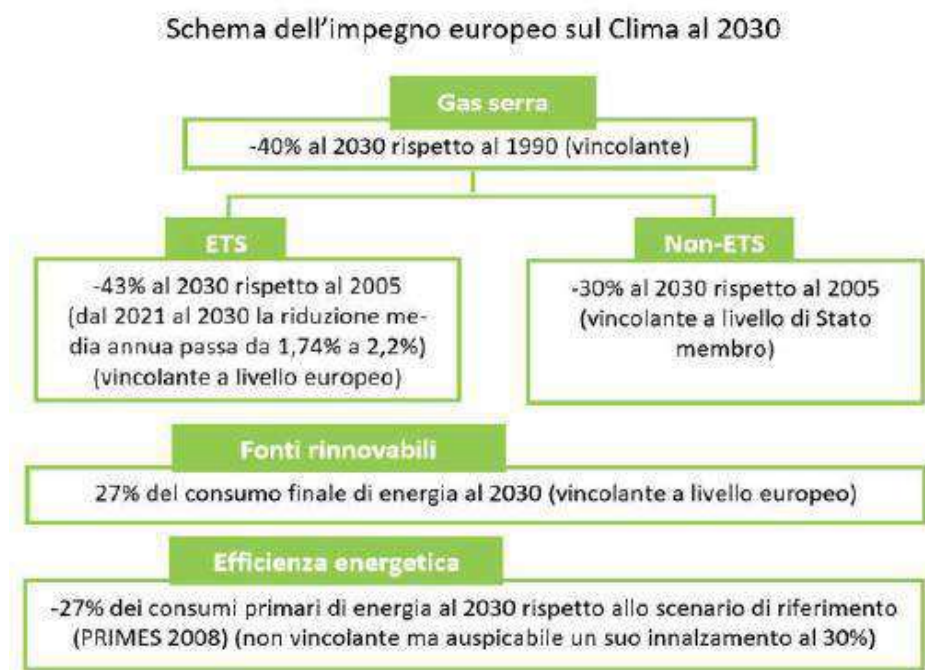 Schema dell'impegno europeo sul Clima al 2030
Gas serra
-40% al 2030 rispetto al 1990 (vincolante)
ETS
-43% al 2030 rispetto al 2005
(dal 2021 al 2030 la riduzione me-
dia annua passa da 1,74% a 2,2%)
(vincolante a livello europeo)
Non-ETS
-30% al 2030 rispetto al 2005
(vincolante a livello di Stato
membro)
Fonti rinnovabili
27% del consumo finale di energia al 2030 (vincolante a livello europeo)
Efficienza energetica
-27% dei consumi primari di energia al 2030 rispetto allo scenario di riferimento
(PRIMES 2008) (non vincolante ma auspicabile un suo innalzamento al 30%)